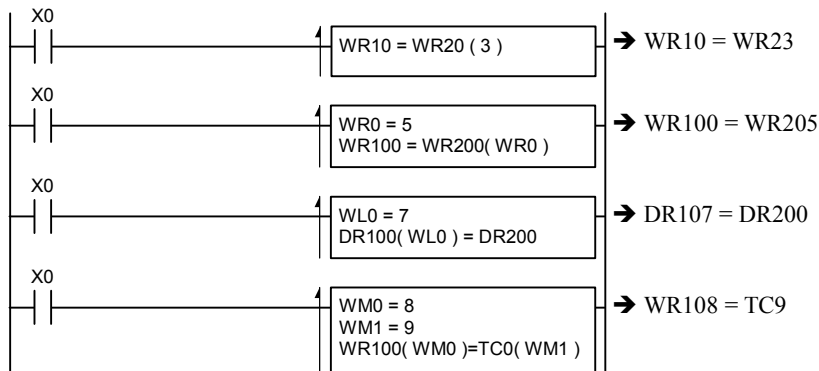 X0
WR10 = WR20 ( 3 )
➔ WR10 = WR23
X0
WR0 = 5
WR100 = WR200( WR0 )
➔ WR100 = WR205
X0
WL0 = 7
DR100( WL0 ) = DR200
➔ DR107 = DR200
X0
WM0 = 8
WM1 = 9
WR100( WM0 )=TC0( WM1 )
➔ WR108 = TC9